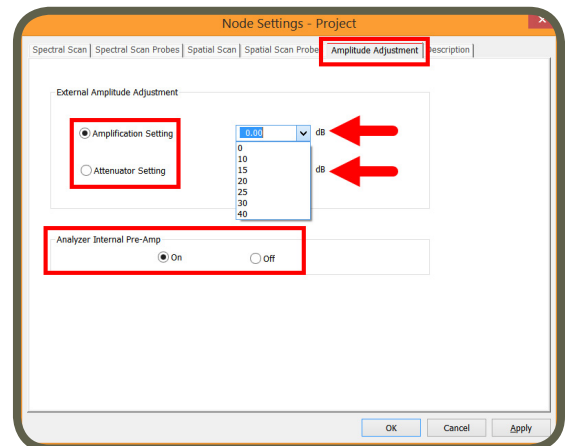 Node Settings - Project
Spectral Scan Spectral Scan Probes Spatial Scan Spatial Scan Probe Amplitude Adjustment Description
External Amplitude Adjustment
Amplification Setting 0.00 dB
0
10
15
Attenuator Setting dB
20
25
30
40
Analyzer Internal Pre-Amp
On Off
OK Cancel Apply